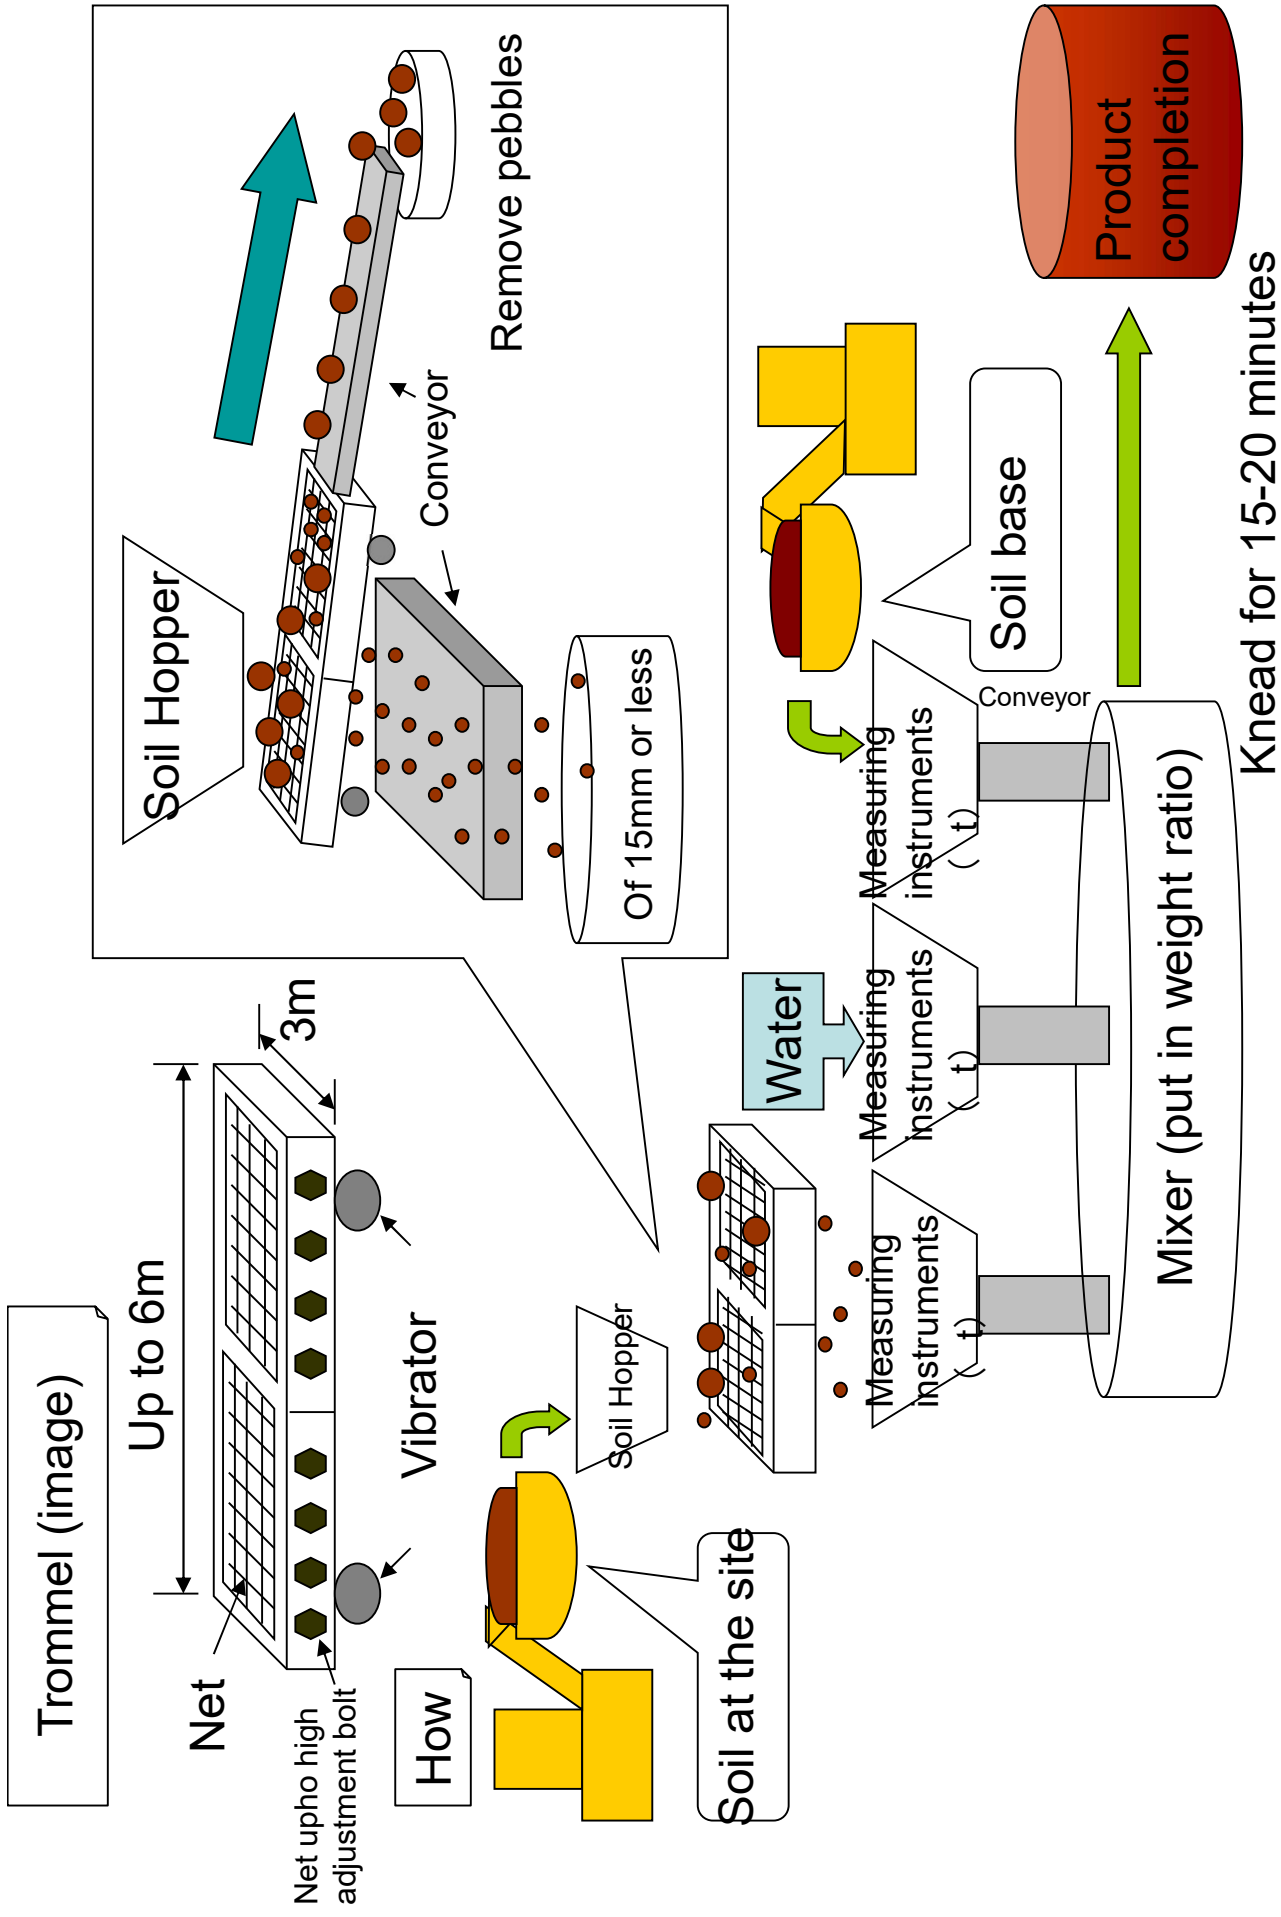 Trommel (image)
Up to 6m
3m
Net
Net upho high
adjustment bolt
Vibrator
Soil Hopper
Conveyor
Remove pebbles
Of 15mm or less
How
Soil at the site
Soil Hopper
Water
Soil base
Measuring
instruments
(t)
Measuring
instruments
(t)
Measuring
instruments
(t)
Conveyor
Mixer (put in weight ratio)
Product
completion
Knead for 15-20 minutes